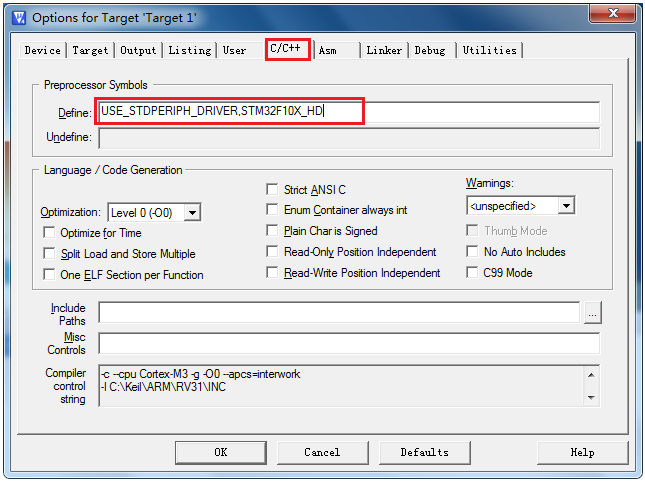 Options for Target 'Target 1'
Device Target Output Listing User C/C++ Asm Linker Debug Utilities
Preprocessor Symbols
Define: USE_STDPERIPH_DRIVER,STM32F10X_HD
Undefine:
Language / Code Generation
Optimization: Level 0 (-O0)
Optimize for Time
Split Load and Store Multiple
One ELF Section per Function
Strict ANSI C
Enum Container always int
Plain Char is Signed
Read-Only Position Independent
Read-Write Position Independent
Warnings:
<unspecified>
Thumb Mode
No Auto Includes
C99 Mode
Include
Paths
...
Misc
Controls
Compiler
control
string
-c --cpu Cortex-M3 -g -O0 --apcs=interwork
-I C:\Keil\ARM\RV31\INC
OK Cancel Defaults Help